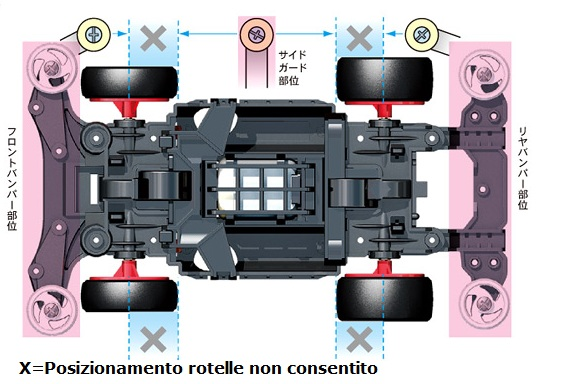 サイド
ガード
部位
フロントバンパー部位
リヤバンパー部位
X=Posizionamento rotelle non consentito